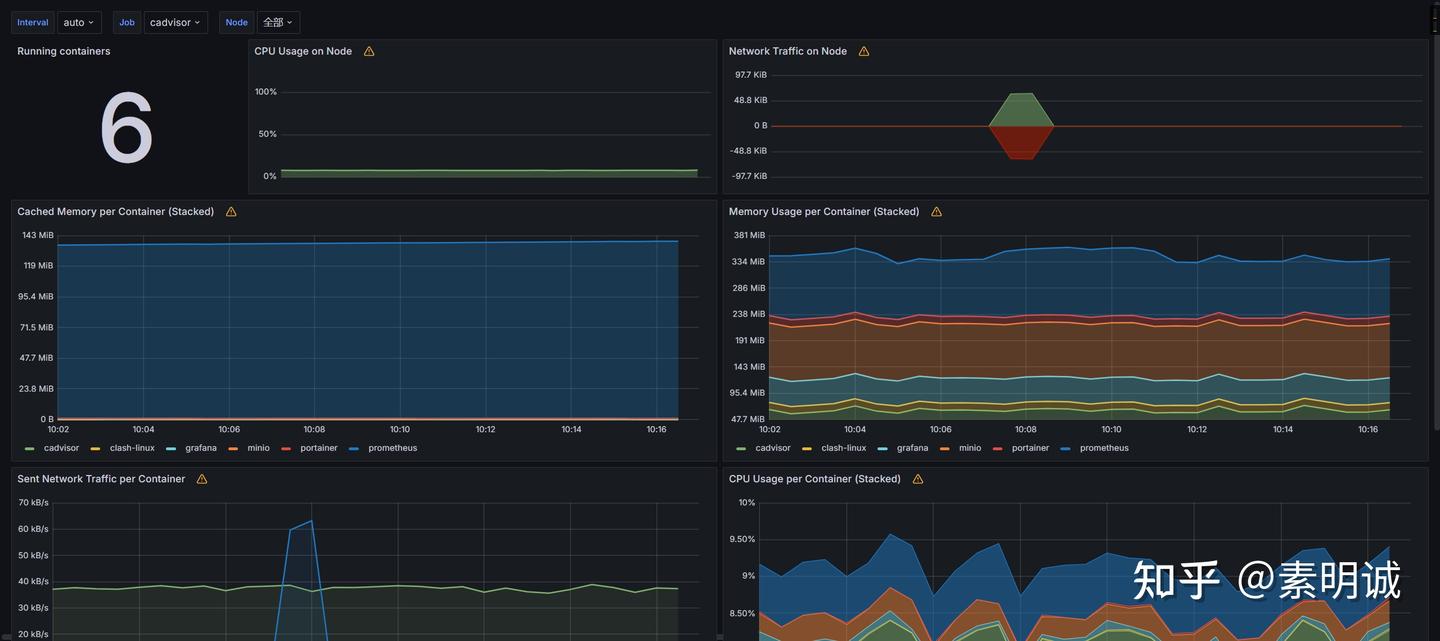 Interval auto Job cadvisor Node 全部
Running containers
6
CPU Usage on Node
100%
50%
0%
Network Traffic on Node
97.7 KiB
48.8 KiB
0 B
-48.8 KiB
-97.7 KiB
Cached Memory per Container (Stacked)
143 MiB
119 MiB
95.4 MiB
71.5 MiB
47.7 MiB
23.8 MiB
0 B
10:02 10:04 10:06 10:08 10:10 10:12 10:14 10:16
cadvisor clash-linux grafana minio portainer prometheus
Memory Usage per Container (Stacked)
381 MiB
334 MiB
286 MiB
238 MiB
191 MiB
143 MiB
95.4 MiB
47.7 MiB
10:02 10:04 10:06 10:08 10:10 10:12 10:14 10:16
cadvisor clash-linux grafana minio portainer prometheus
Sent Network Traffic per Container
70 kB/s
60 kB/s
50 kB/s
40 kB/s
30 kB/s
20 kB/s
CPU Usage per Container (Stacked)
10%
9.50%
9%
8.50%
知乎 @素明诚